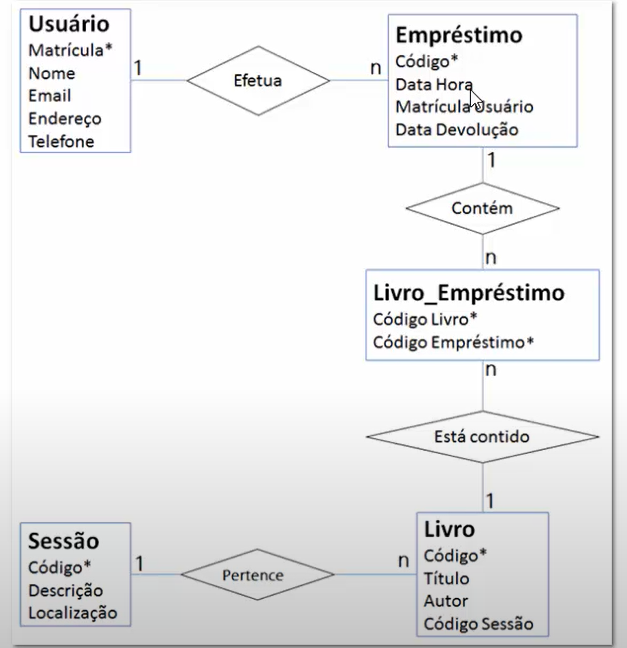 Usuário
Matrícula*
Nome
Email
Endereço
Telefone
1
Efetua
n
Empréstimo
Código*
Data Hora
Matrícula Usuário
Data Devolução
1
Contém
n
Livro_Empréstimo
Código Livro*
Código Empréstimo*
n
Está contido
1
Livro
Código*
Título
Autor
Código Sessão
n
Pertence
1
Sessão
Código*
Descrição
Localização